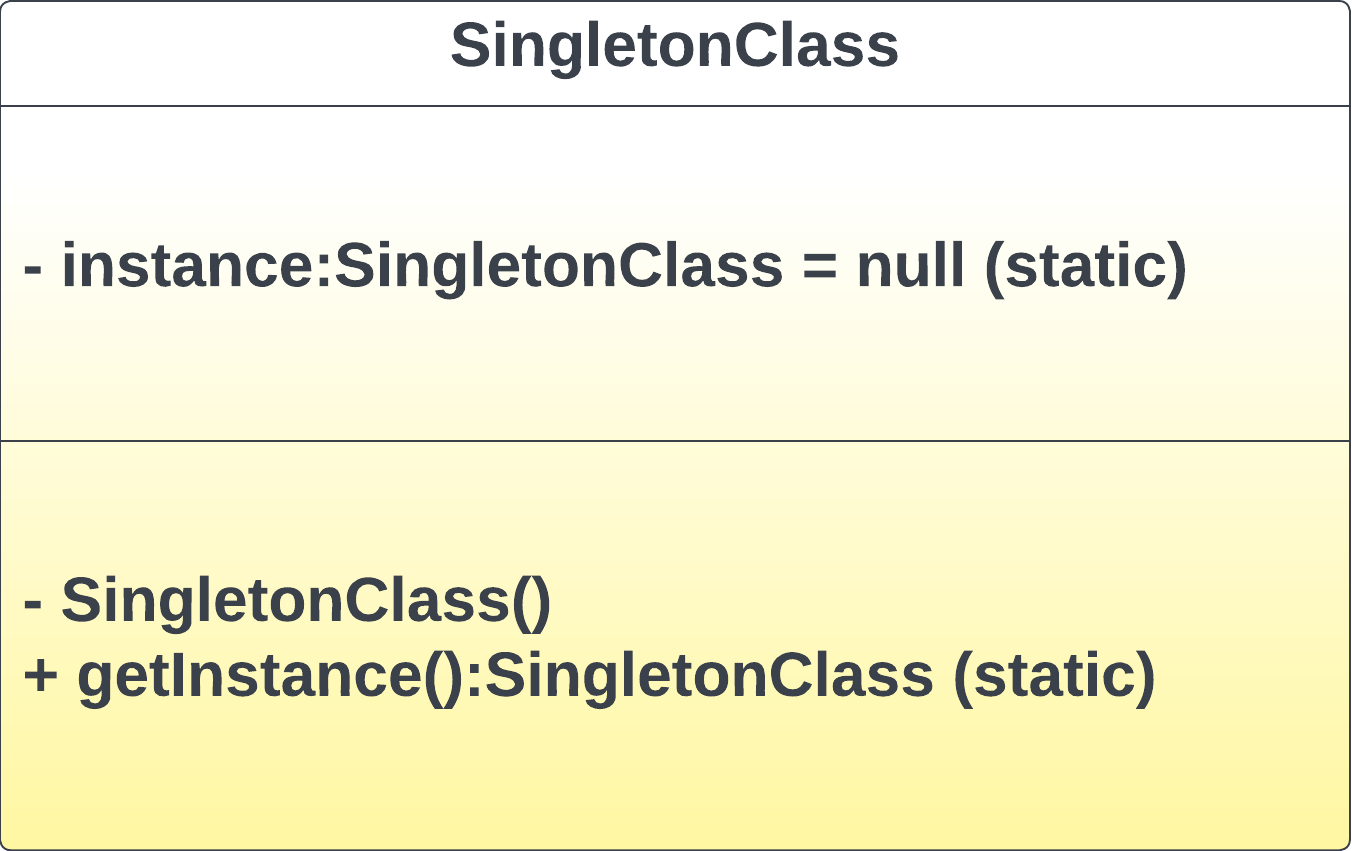 SingletonClass
- instance:SingletonClass = null (static)
- SingletonClass()
+ getInstance():SingletonClass (static)